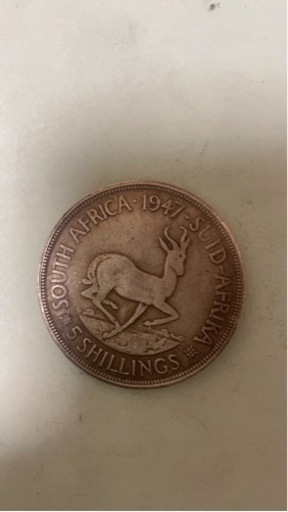 SOUTH AFRICA · 1947 · SUID-AFRIKA
5 SHILLINGS